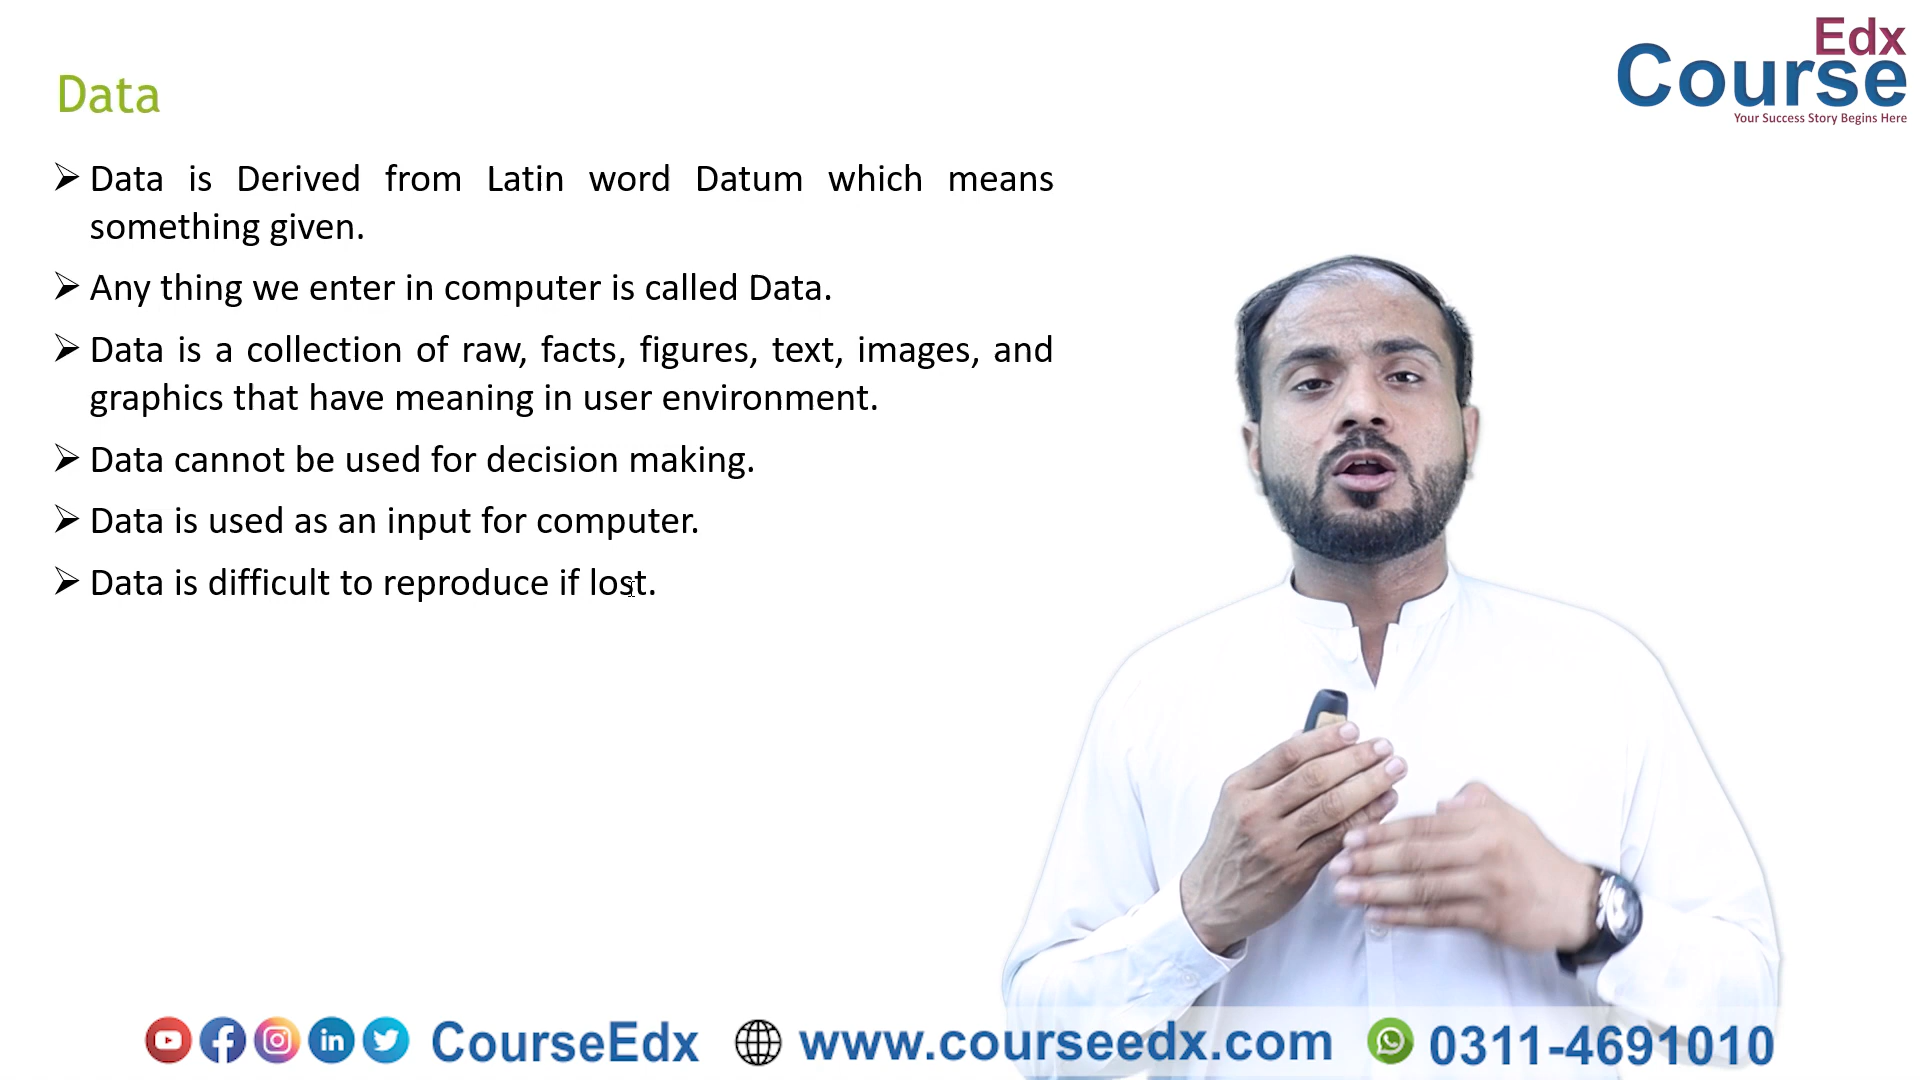 Edx
Course
Your Success Story Begins Here
Data
Data is Derived from Latin word Datum which means
something given.
Any thing we enter in computer is called Data.
Data is a collection of raw, facts, figures, text, images, and
graphics that have meaning in user environment.
Data cannot be used for decision making.
Data is used as an input for computer.
Data is difficult to reproduce if lost.
CourseEdx www.courseedx.com 0311-4691010